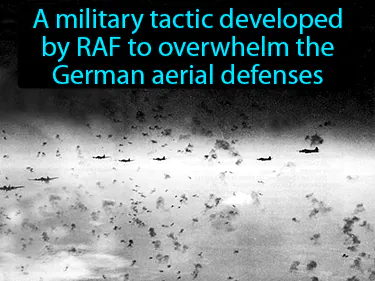 A military tactic developed
by RAF to overwhelm the
German aerial defenses